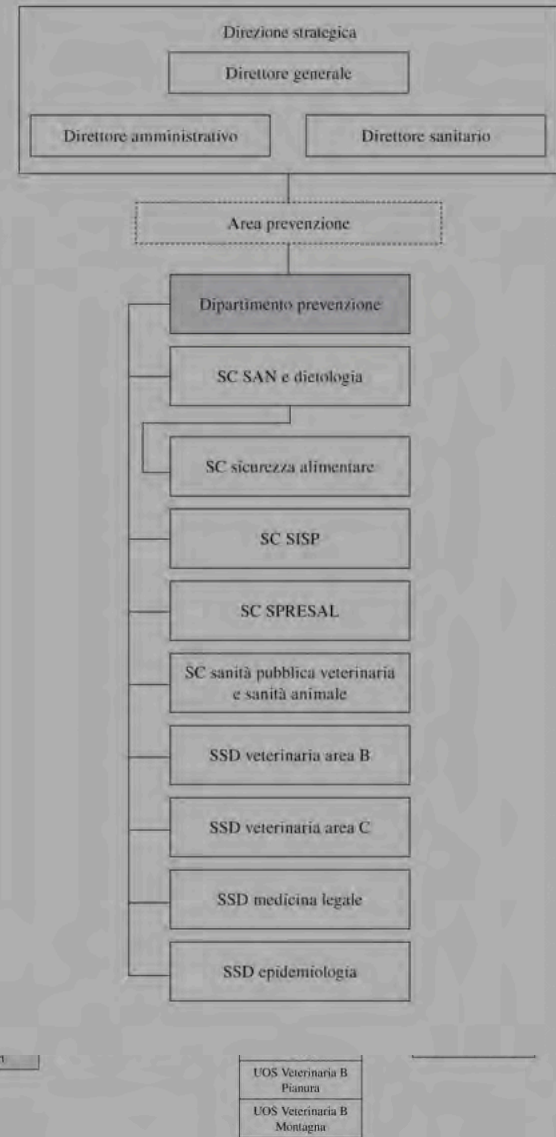 Direzione strategica
Direttore generale
Direttore amministrativo
Direttore sanitario
Area prevenzione
Dipartimento prevenzione
SC SAN e dietologia
SC sicurezza alimentare
SC SISP
SC SPRESAL
SC sanità pubblica veterinaria
e sanità animale
SSD veterinaria area B
SSD veterinaria area C
SSD medicina legale
SSD epidemiologia
UOS Veterinaria B
Pianura
UOS Veterinaria B
Montagna